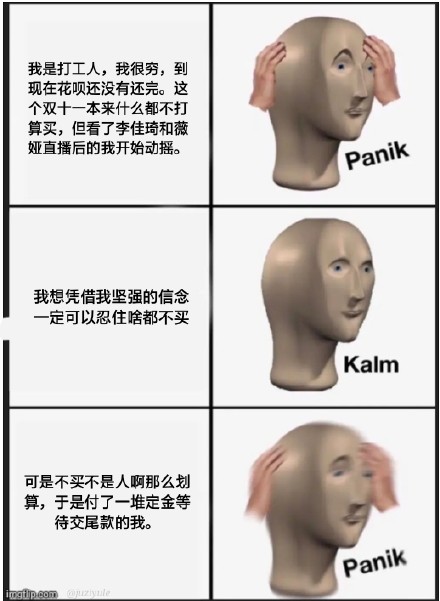 我是打工人，我很穷，到
现在花呗还没有还完。这
个双十一本来什么都不打
算买，但看了李佳琦和薇
娅直播后的我开始动摇。
Panik
我想凭借我坚强的信念
一定可以忍住啥都不买
Kalm
可是不买不是人啊那么划
算，于是付了一堆定金等
待交尾款的我。
Panik
imgflip.com